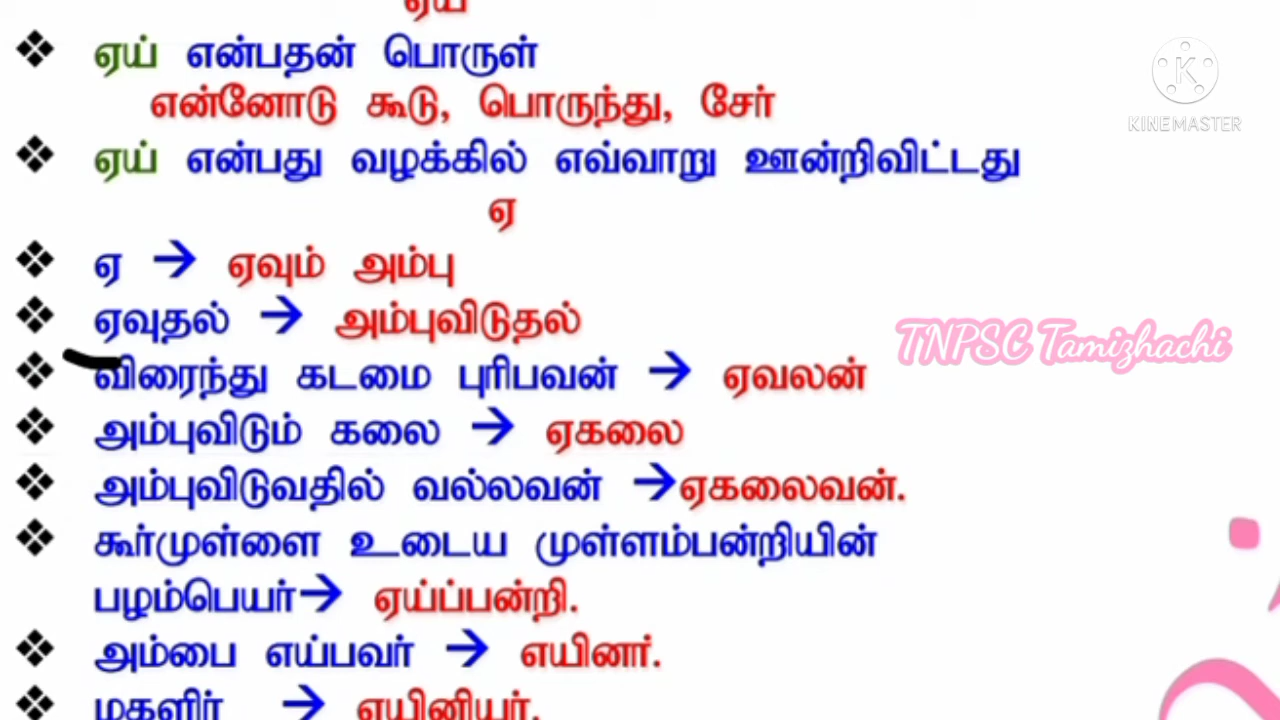 ஏய்
❖ ஏய் என்பதன் பொருள்
என்னோடு கூடு, பொருந்து, சேர்
❖ ஏய் என்பது வழக்கில் எவ்வாறு ஊன்றிவிட்டது
ஏ
❖ ஏ → ஏவும் அம்பு
❖ ஏவுதல் → அம்புவிடுதல்
❖ விரைந்து கடமை புரிபவன் → ஏவலன்
❖ அம்புவிடும் கலை → ஏகலை
❖ அம்புவிடுவதில் வல்லவன் →ஏகலைவன்.
❖ கூர்முள்ளை உடைய முள்ளம்பன்றியின்
பழம்பெயர்→ ஏய்ப்பன்றி.
❖ அம்பை எய்பவர் → எயினர்.
❖ மகளிர் → எயினியர்.
KINEMASTER
TNPSC Tamizhachi